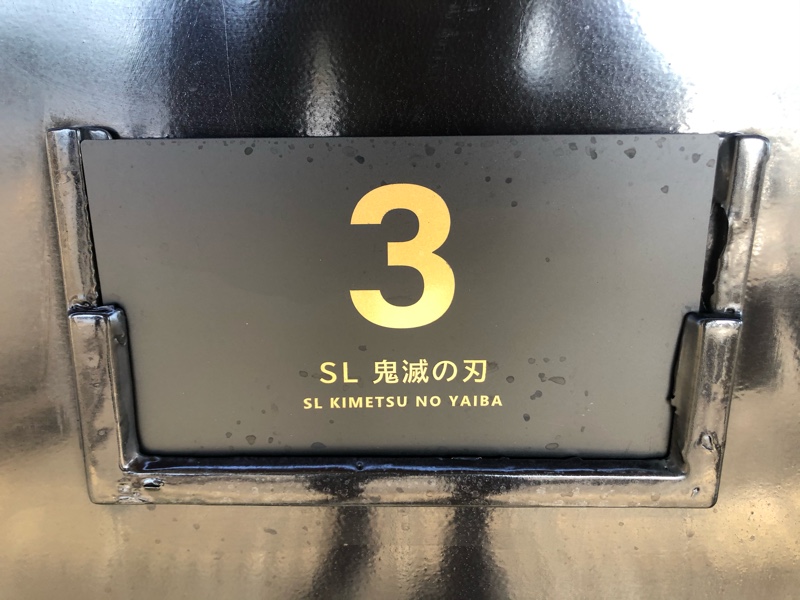 3
SL 鬼滅の刃
SL KIMETSU NO YAIBA